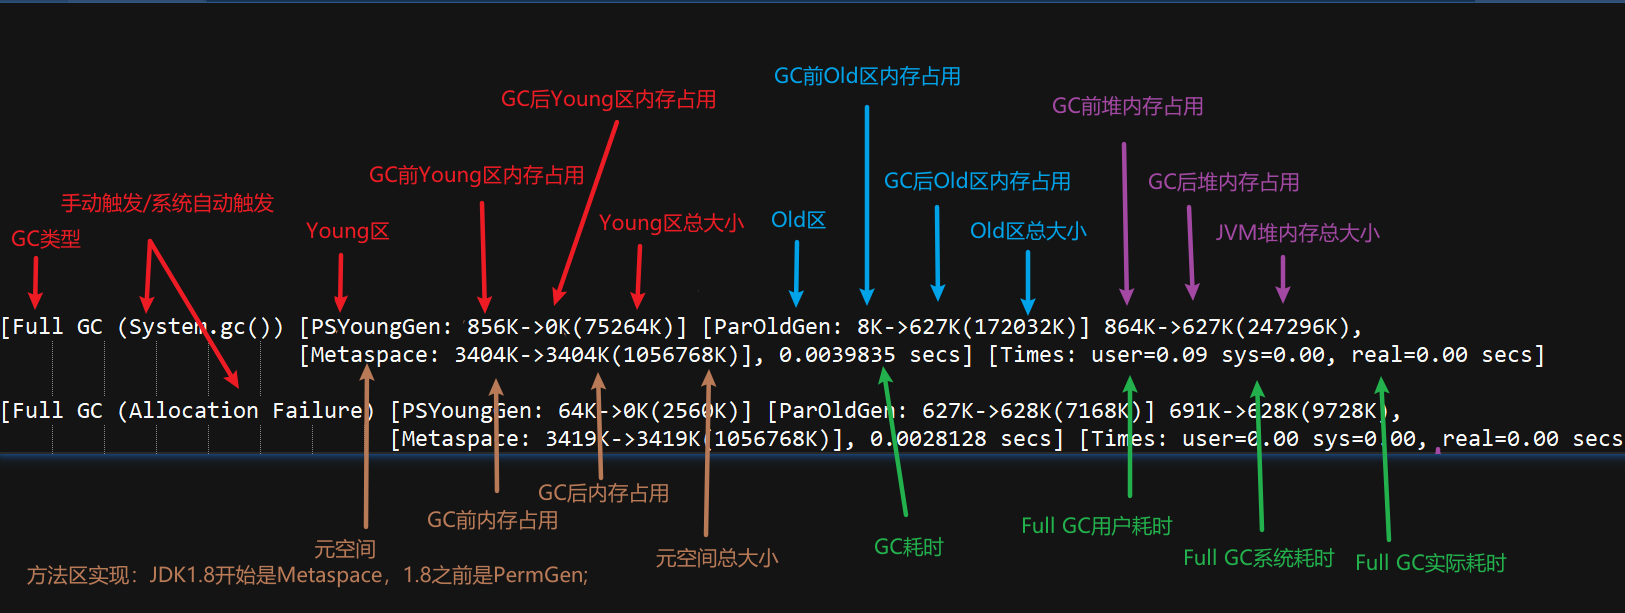 GC前Old区内存占用
GC后Young区内存占用
GC前堆内存占用
GC前Young区内存占用
GC后Old区内存占用
GC后堆内存占用
手动触发/系统自动触发
GC类型
Young区
Young区总大小
Old区
Old区总大小
JVM堆内存总大小
[Full GC (System.gc()) [PSYoungGen: 856K->0K(75264K)] [ParOldGen: 8K->627K(172032K)] 864K->627K(247296K),
[Metaspace: 3404K->3404K(1056768K)], 0.0039835 secs] [Times: user=0.09 sys=0.00, real=0.00 secs]
[Full GC (Allocation Failure) [PSYoungGen: 64K->0K(2560K)] [ParOldGen: 627K->628K(7168K)] 691K->628K(9728K),
[Metaspace: 3419K->3419K(1056768K)], 0.0028128 secs] [Times: user=0.00 sys=0.00, real=0.00 secs
GC后内存占用
GC前内存占用
元空间
元空间总大小
GC耗时
Full GC用户耗时
Full GC系统耗时
Full GC实际耗时
方法区实现：JDK1.8开始是Metaspace，1.8之前是PermGen;